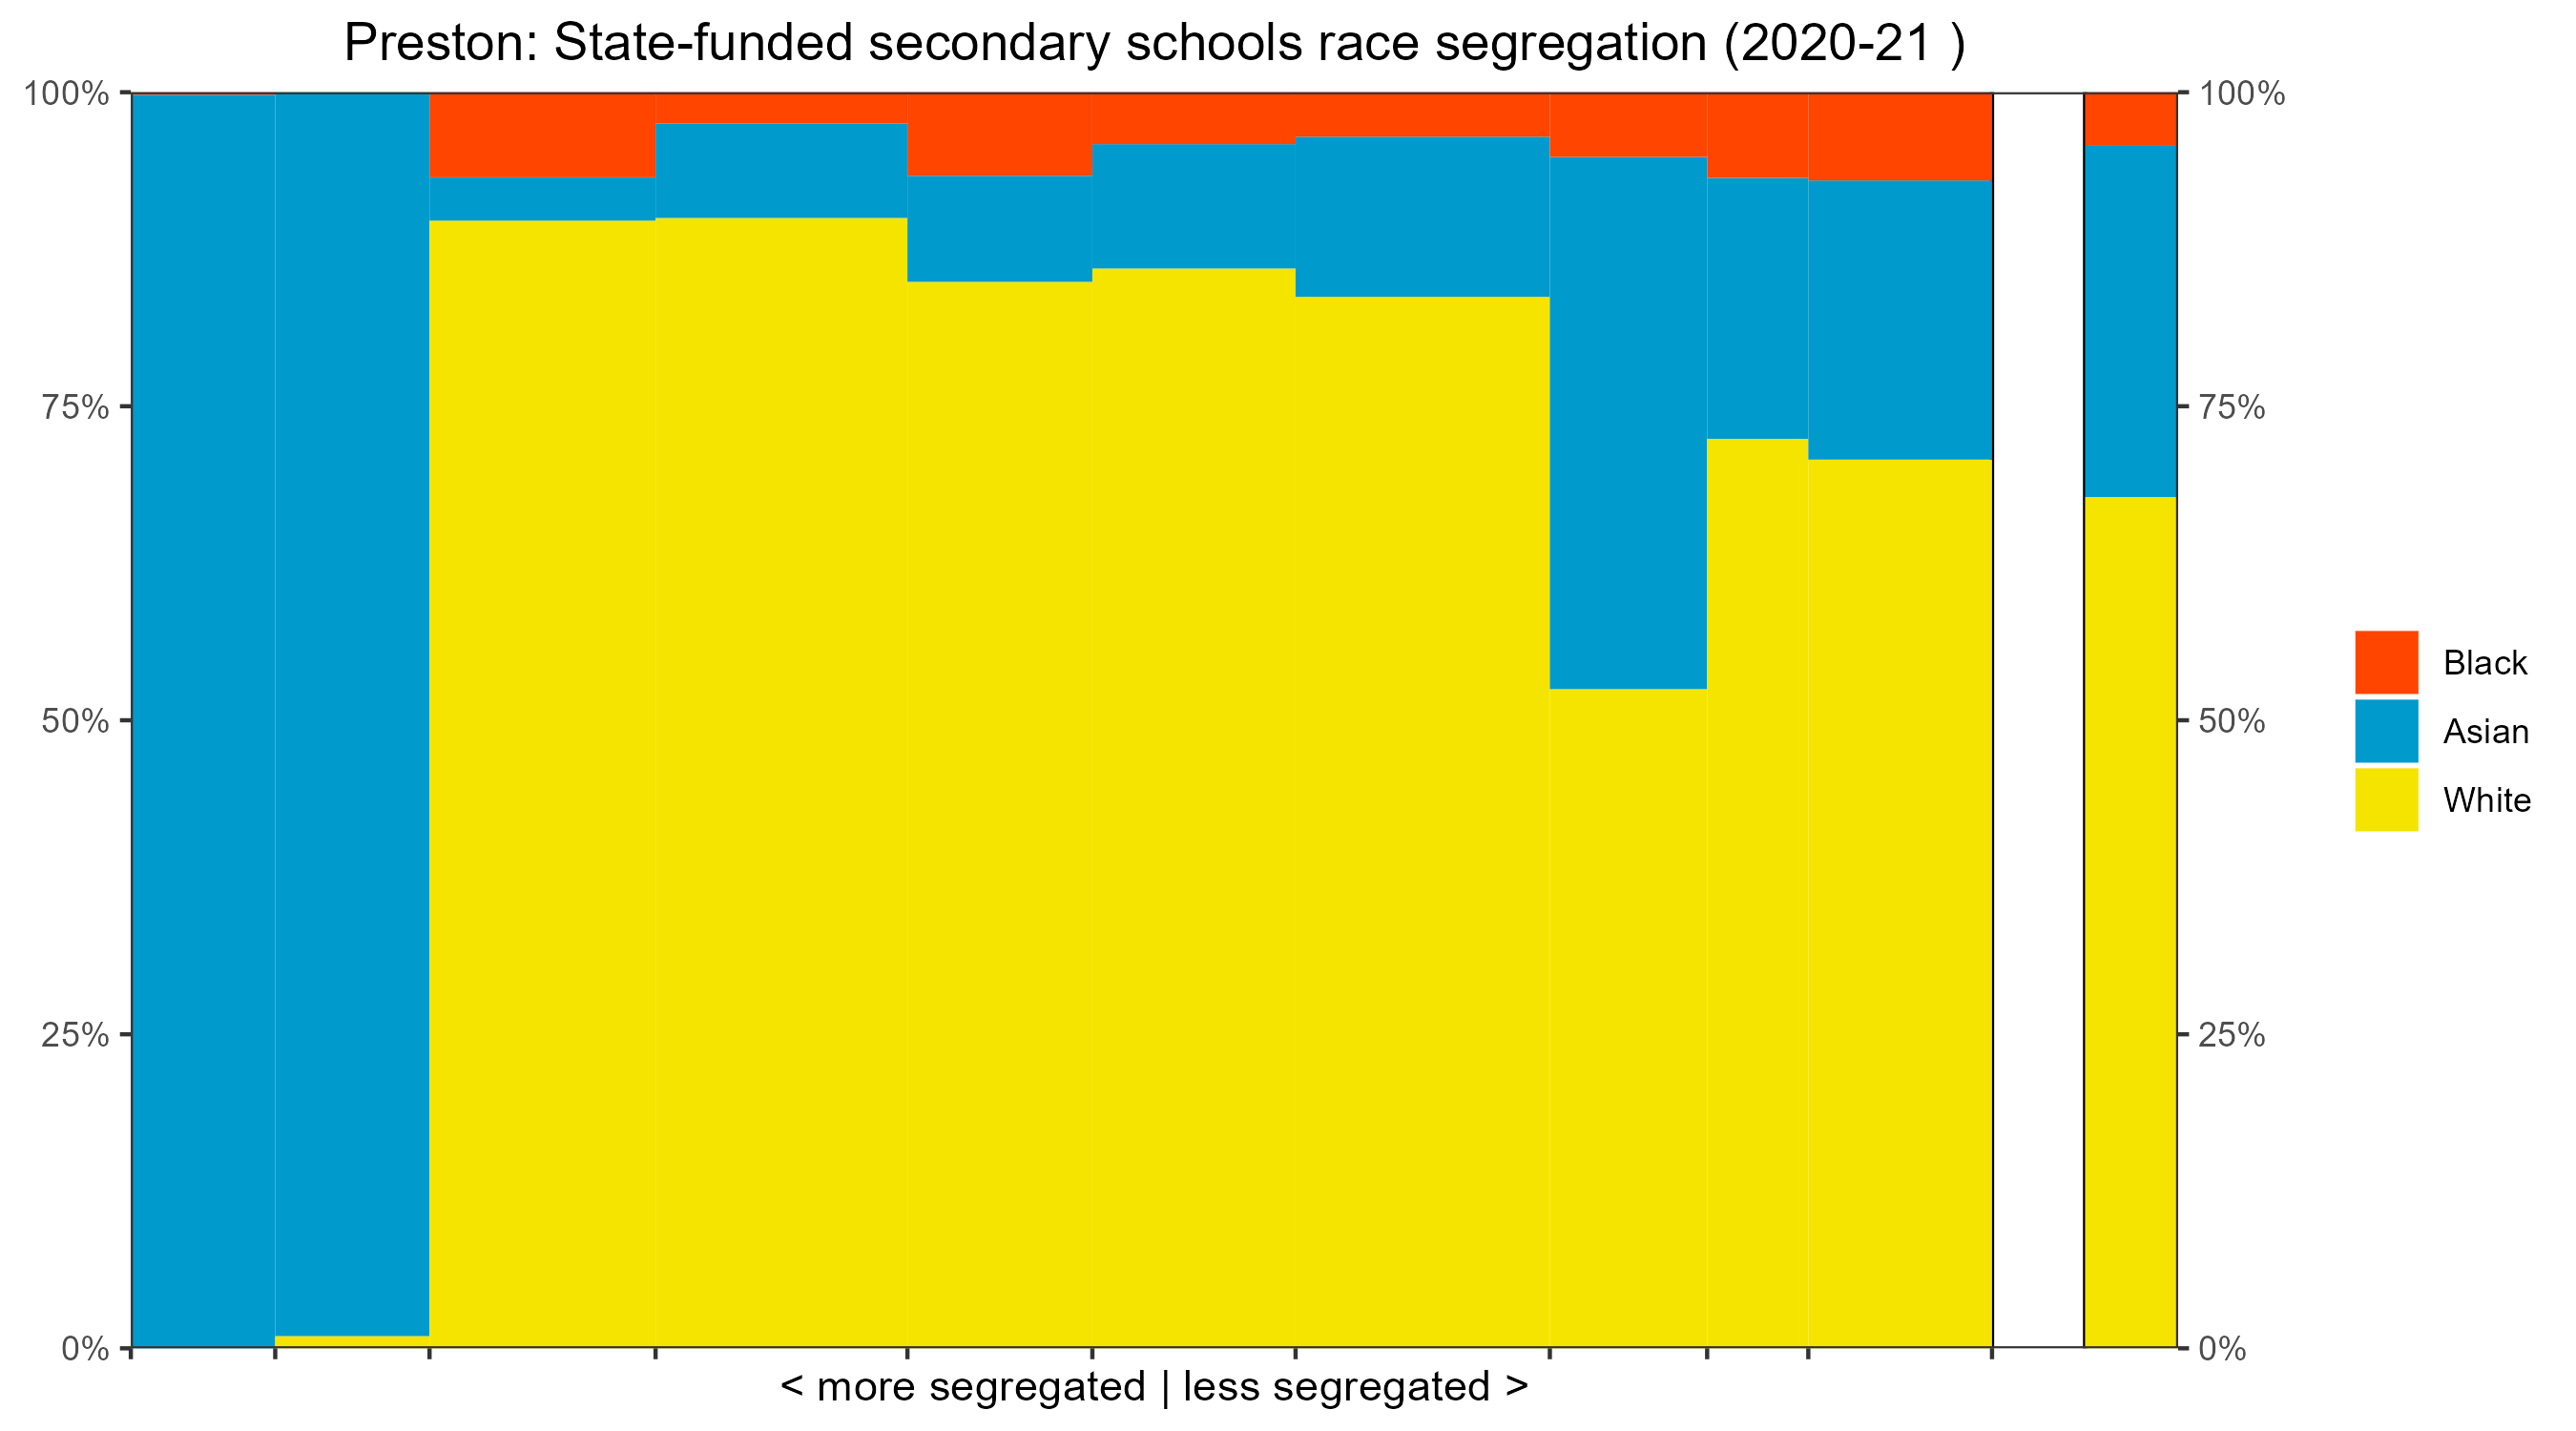 Preston: State-funded secondary schools race segregation (2020-21 )
100%
75%
50%
25%
0%
100%
75%
50%
25%
0%
Black
Asian
White
< more segregated | less segregated >